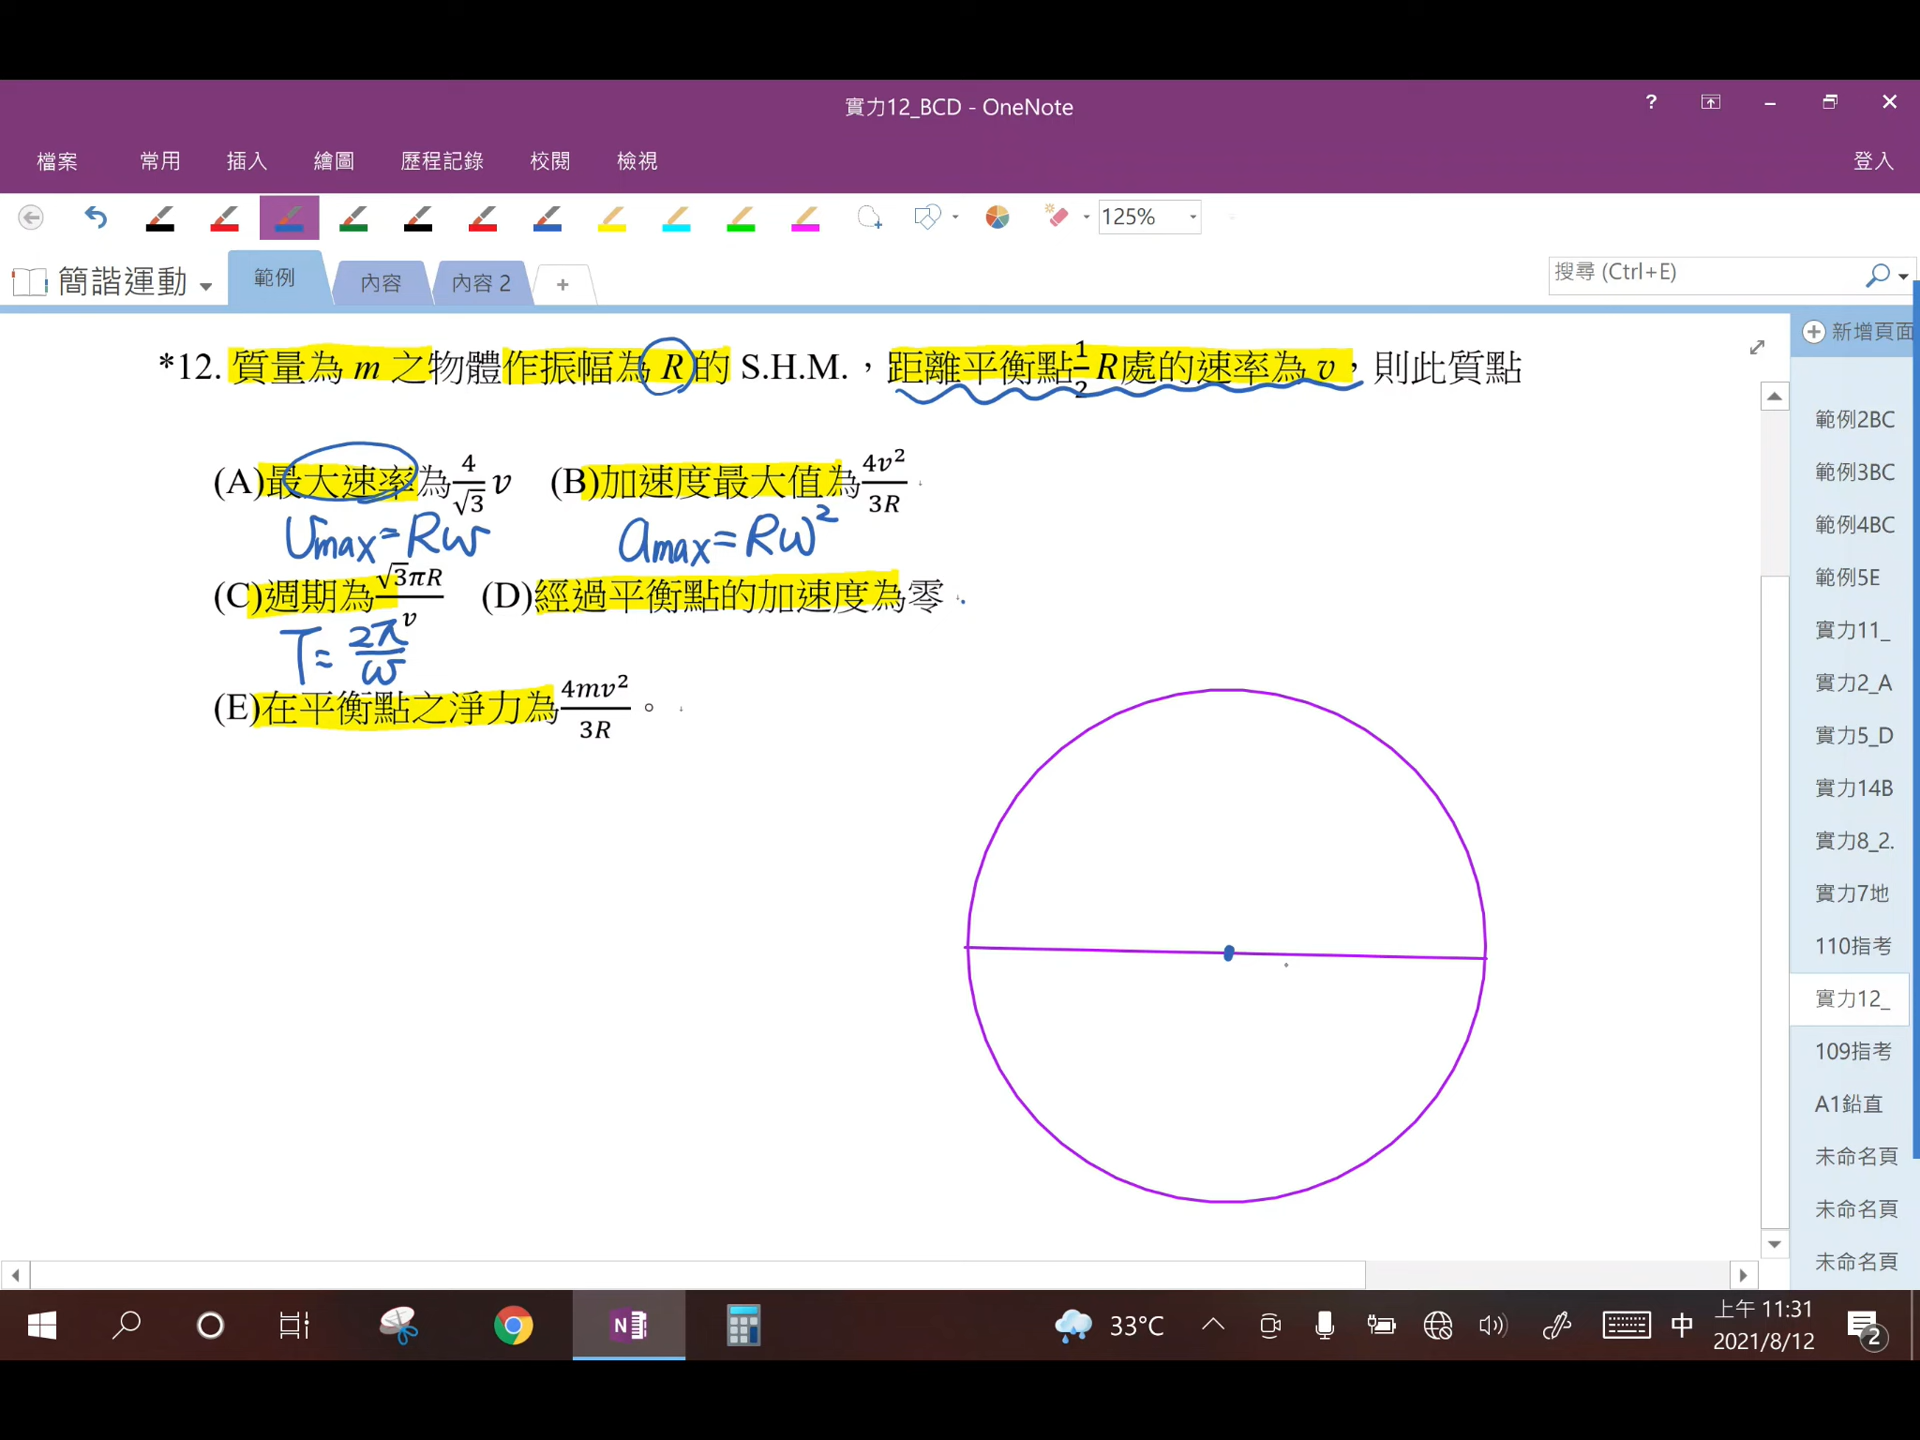 實力12_BCD - OneNote
?
檔案 常用 插入 繪圖 歷程記錄 校閱 檢視 登入
125%
簡諧運動 範例 內容 內容 2 +
搜尋 (Ctrl+E)
新增頁面
*12. 質量為 m 之物體作振幅為 R 的 S.H.M.，距離平衡點 1/2 R處的速率為 v，則此質點
(A)最大速率為 4/√3 v (B)加速度最大值為 4v²/3R
Umax = Rω amax = Rω²
(C)週期為 √3πR/v (D)經過平衡點的加速度為零
T = 2π/ω
(E)在平衡點之淨力為 4mv²/3R 。
範例2BC
範例3BC
範例4BC
範例5E
實力11_
實力2_A
實力5_D
實力14B
實力8_2.
實力7地
110指考
實力12_
109指考
A1鉛直
未命名頁
未命名頁
未命名頁
N
33°C
中
上午 11:31
2021/8/12
2